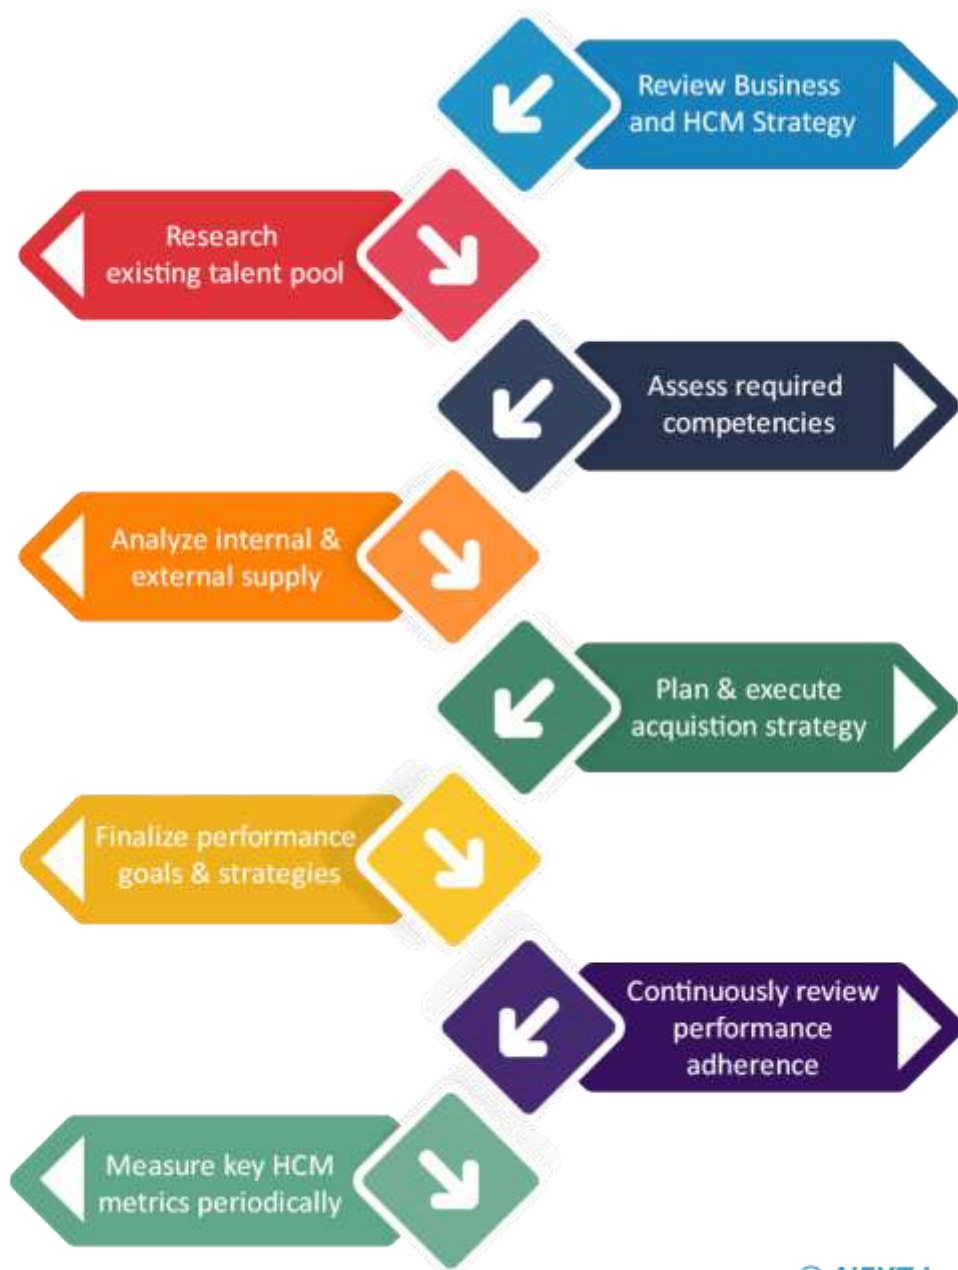 Review Business
and HCM Strategy
Research
existing talent pool
Assess required
competencies
Analyze internal &
external supply
Plan & execute
acquistion strategy
Finalize performance
goals & strategies
Continuously review
performance
adherence
Measure key HCM
metrics periodically